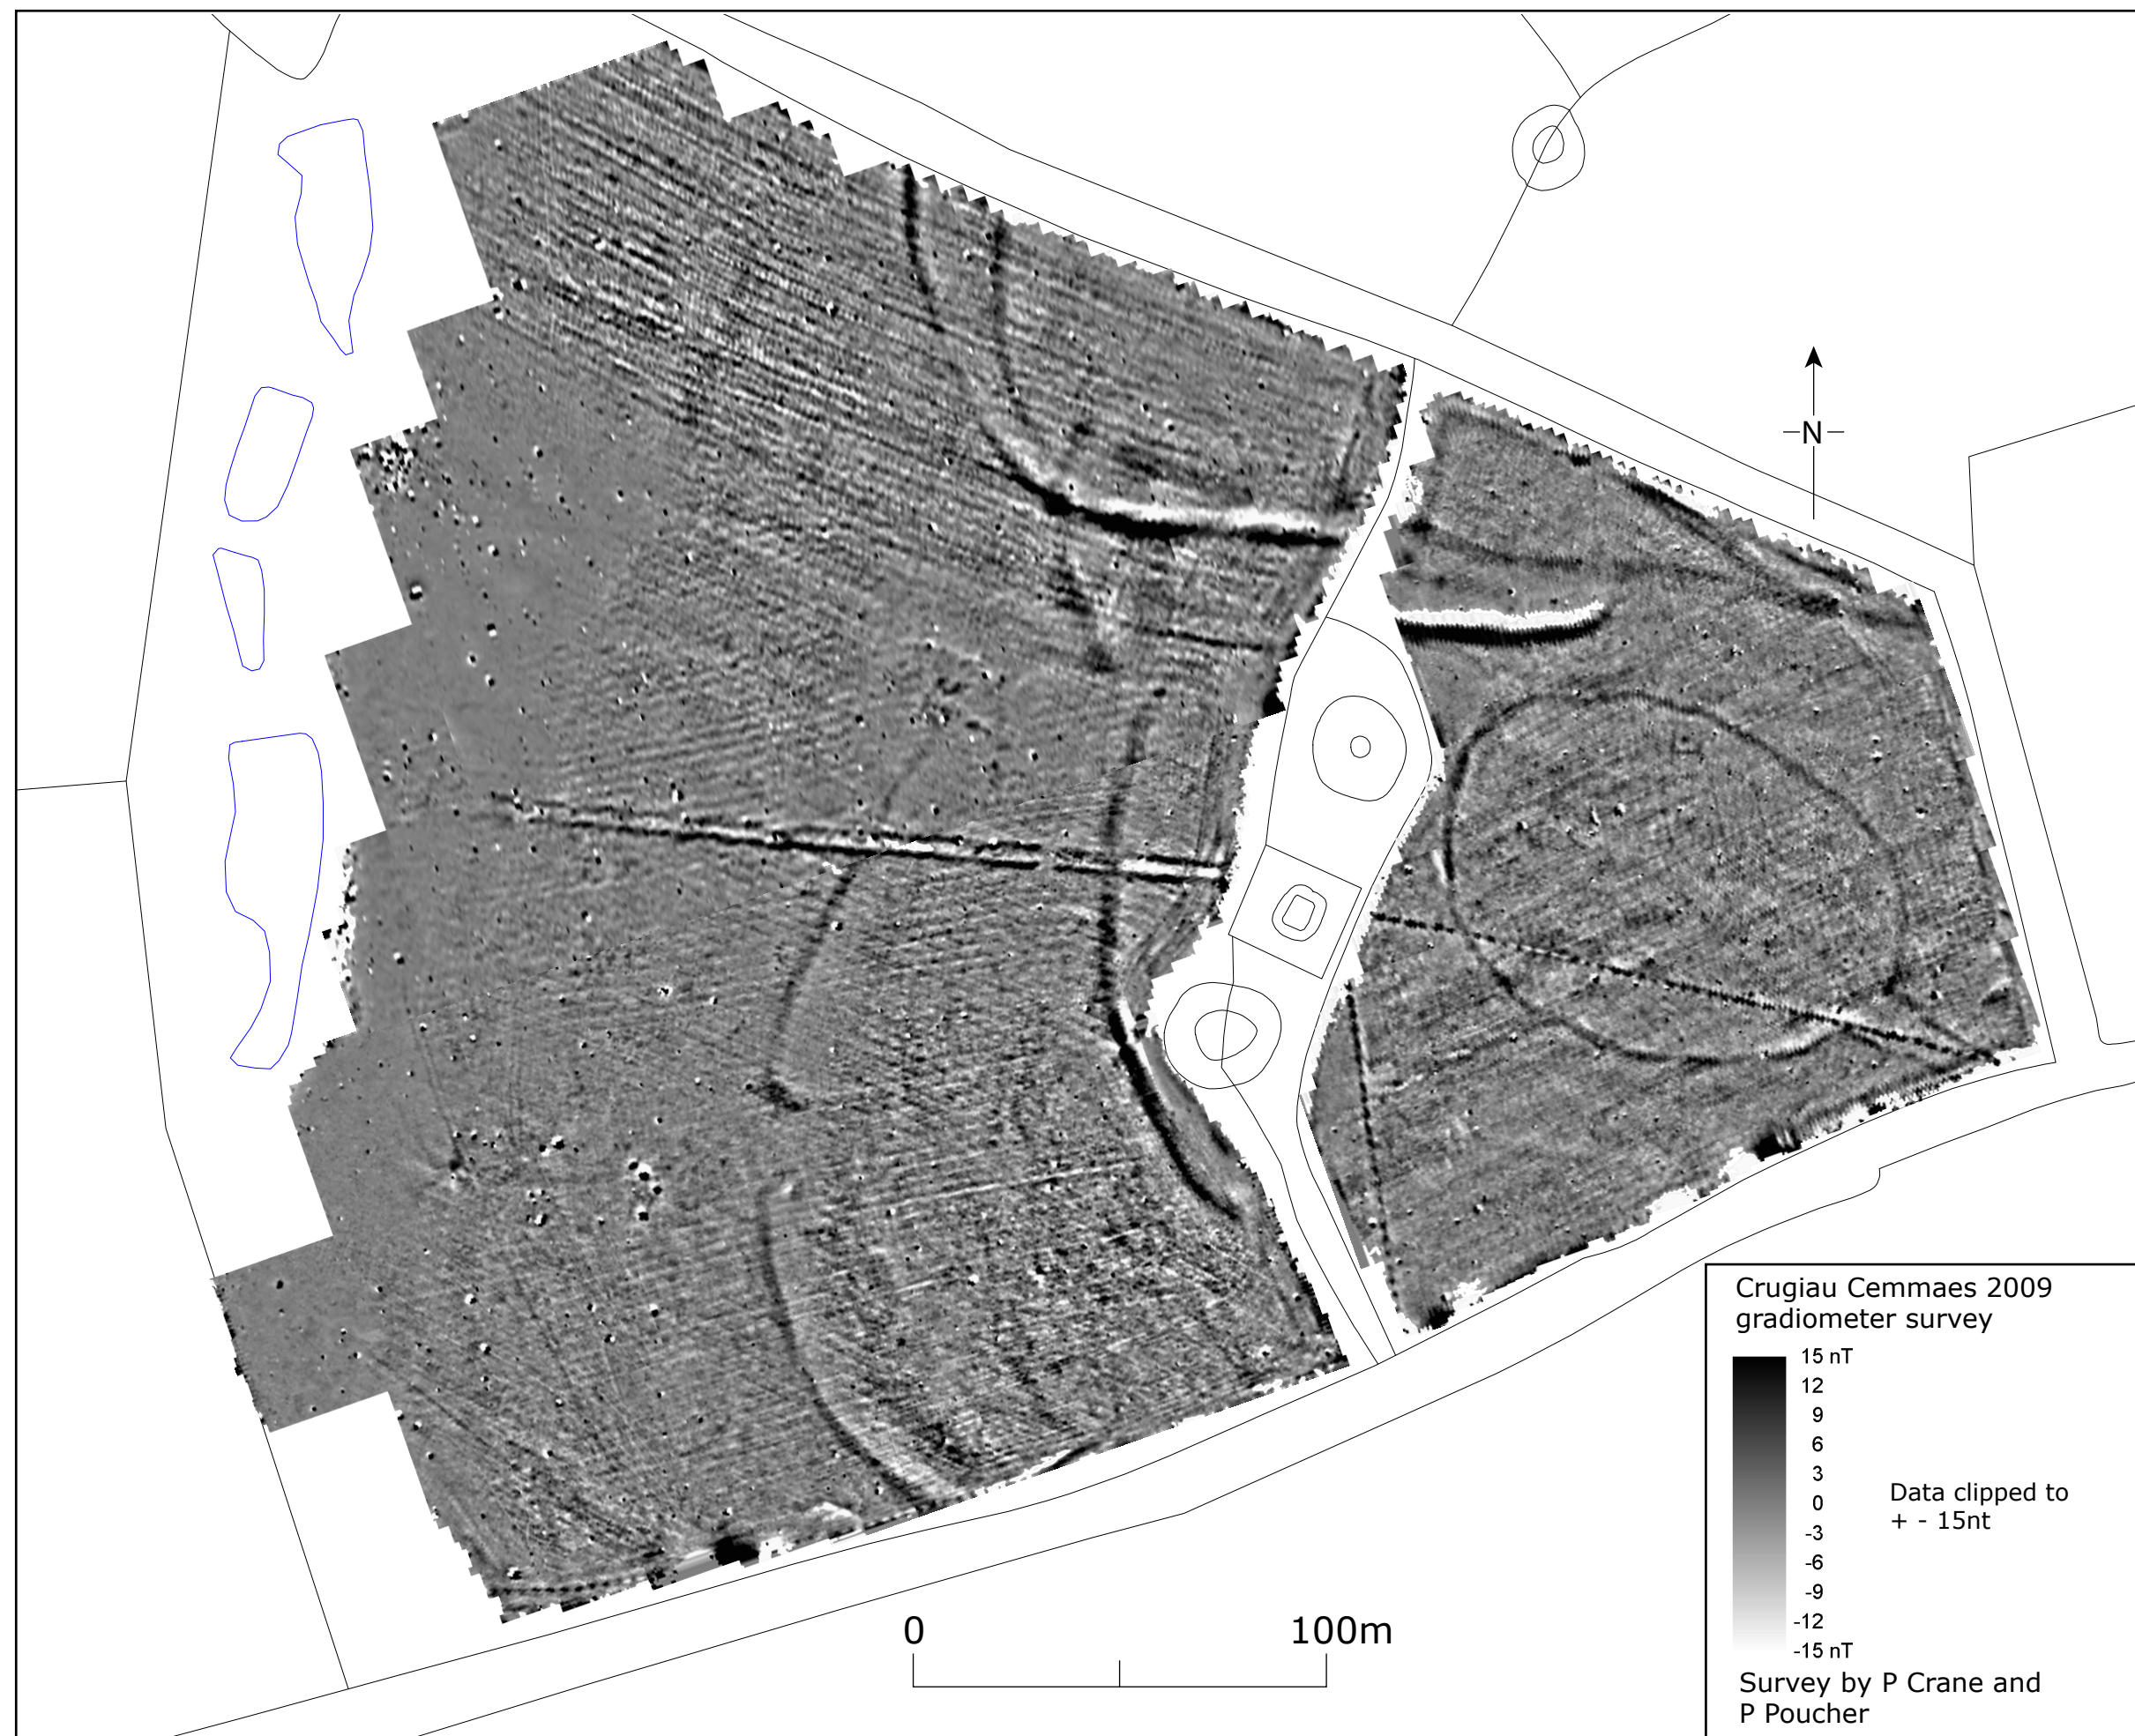 N
Crugiau Cemmaes 2009
gradiometer survey
15 nT
12
9
6
3
0
-3
-6
-9
-12
-15 nT
Data clipped to
+ - 15nt
Survey by P Crane and
P Poucher
0 100m